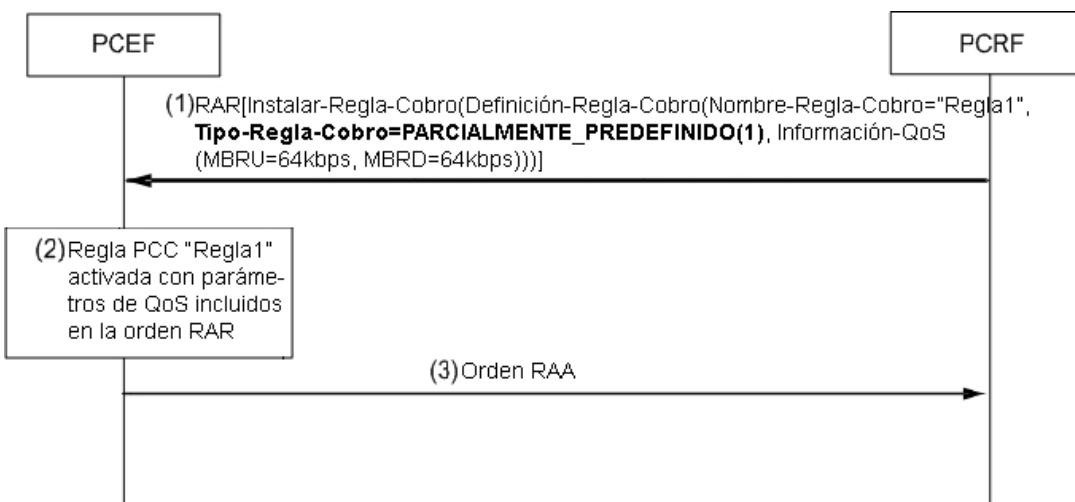 PCEF
PCRF
(1)RAR[Instalar-Regla-Cobro(Definición-Regla-Cobro(Nombre-Regla-Cobro="Regla1",
Tipo-Regla-Cobro=PARCIALMENTE_PREDEFINIDO(1), Información-QoS
(MBRU=64kbps, MBRD=64kbps)))]
(2)Regla PCC "Regla1"
activada con paráme-
tros de QoS incluidos
en la orden RAR
(3)Orden RAA